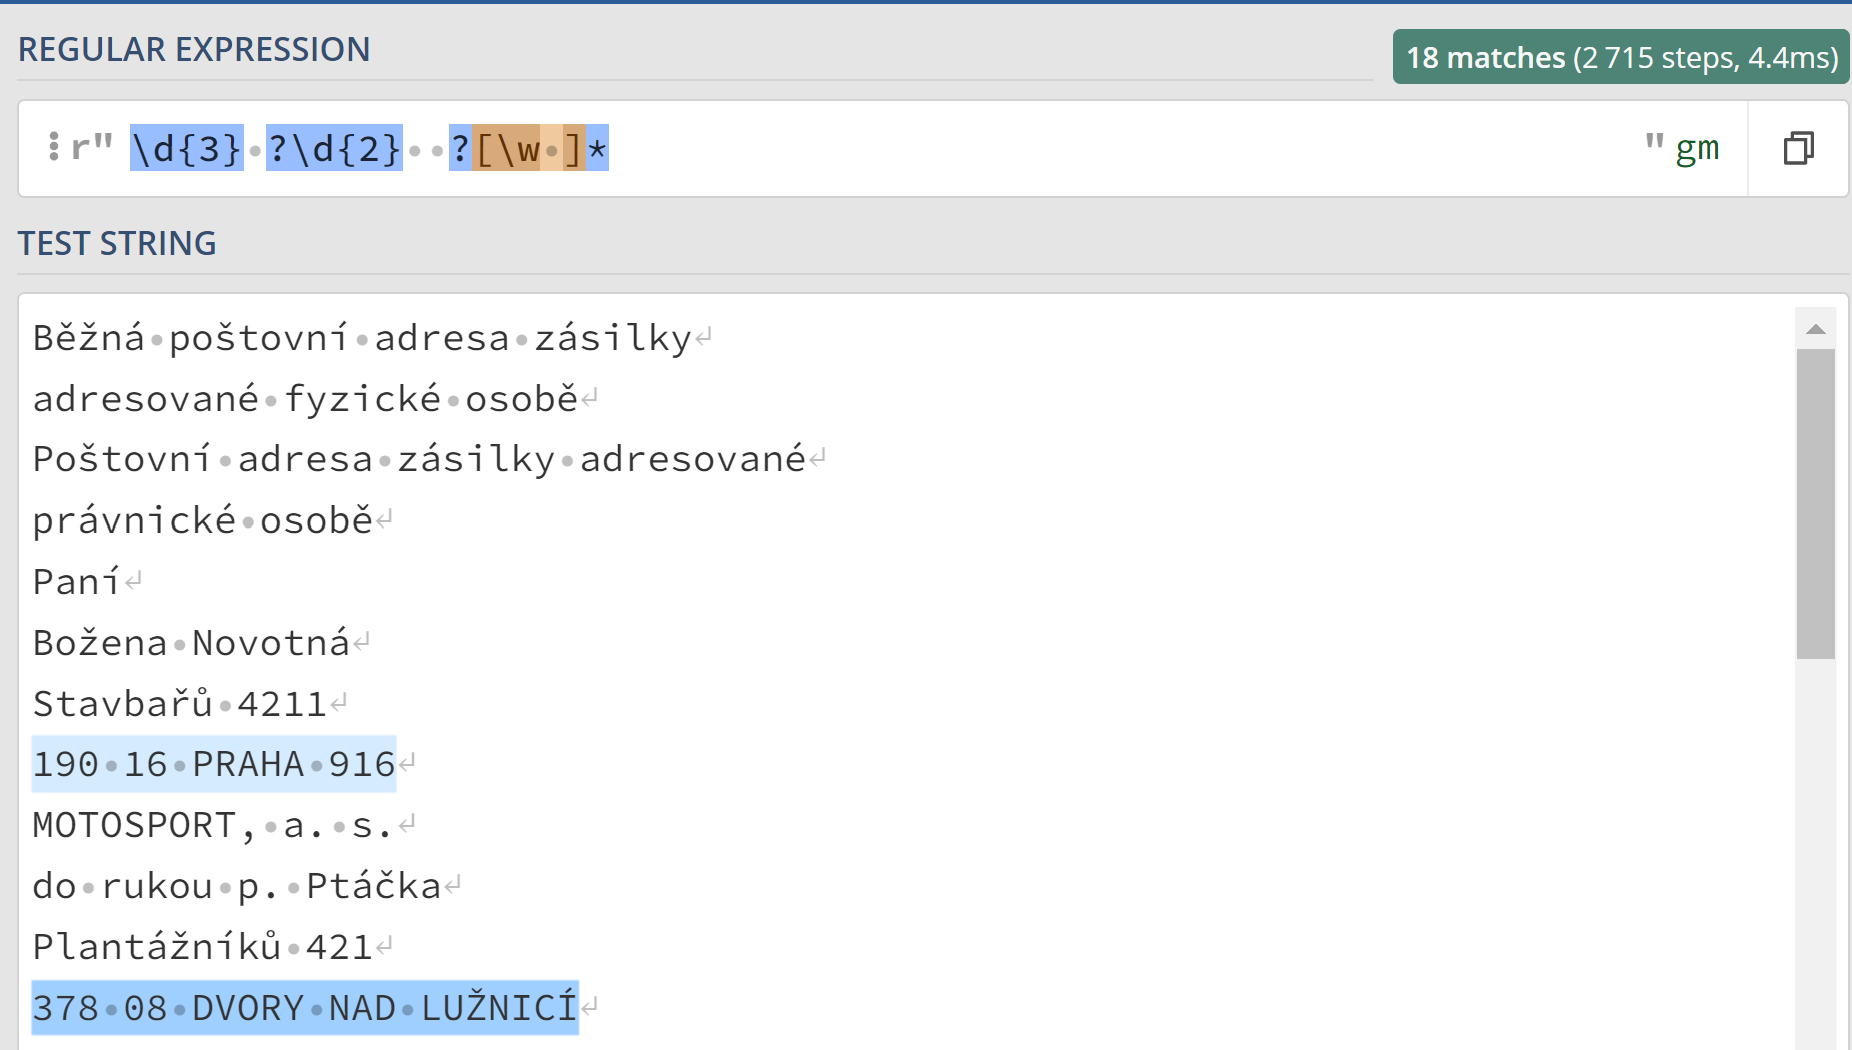 REGULAR EXPRESSION
18 matches (2 715 steps, 4.4ms)
r" \d{3} ?\d{2}  ?[\w ]* " gm
TEST STRING
Běžná poštovní adresa zásilky
adresované fyzické osobě
Poštovní adresa zásilky adresované
právnické osobě
Paní
Božena Novotná
Stavbařů 4211
190 16 PRAHA 916
MOTOSPORT, a. s.
do rukou p. Ptáčka
Plantážníků 421
378 08 DVORY NAD LUŽNICÍ